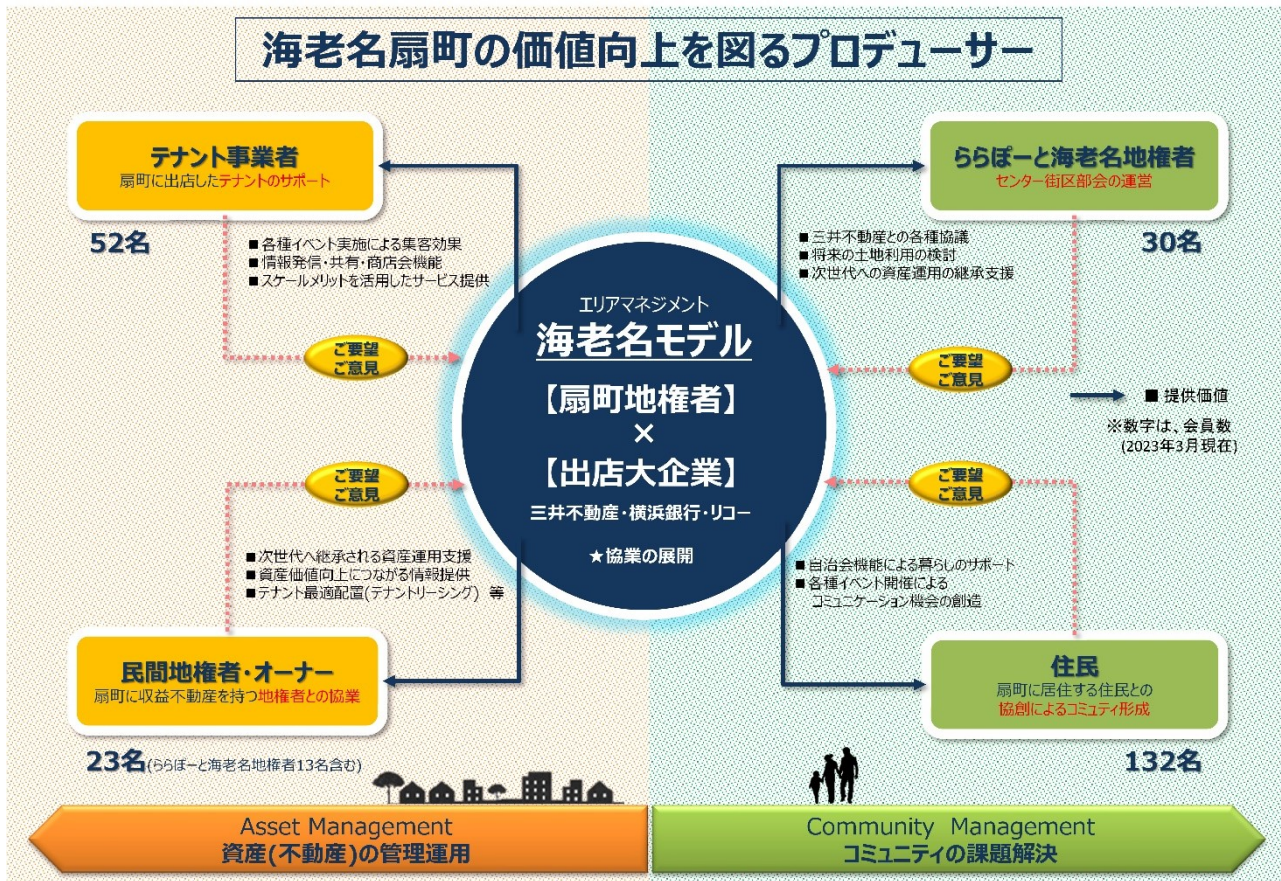 海老名扇町の価値向上を図るプロデューサー
テナント事業者
扇町に出店したテナントのサポート
52名
■ 各種イベント実施による集客効果
■ 情報発信・共有・商店会機能
■ スケールメリットを活用したサービス提供
ご要望
ご意見
ららぽーと海老名地権者
センター街区部会の運営
30名
■ 三井不動産との各種協議
■ 将来の土地利用の検討
■ 次世代への資産運用の継承支援
ご要望
ご意見
エリアマネジメント
海老名モデル
【扇町地権者】
×
【出店大企業】
三井不動産・横浜銀行・リコー
★協業の展開
■ 提供価値
※数字は、会員数
(2023年3月現在)
ご要望
ご意見
■ 次世代へ継承される資産運用支援
■ 資産価値向上につながる情報提供
■ テナント最適配置(テナントリーシング) 等
民間地権者・オーナー
扇町に収益不動産を持つ地権者との協業
23名(ららぽーと海老名地権者13名含む)
ご要望
ご意見
■ 自治会機能による暮らしのサポート
■ 各種イベント開催による
コミュニケーション機会の創造
住民
扇町に居住する住民との
協創によるコミュティ形成
132名
Asset Management
資産(不動産)の管理運用
Community Management
コミュニティの課題解決